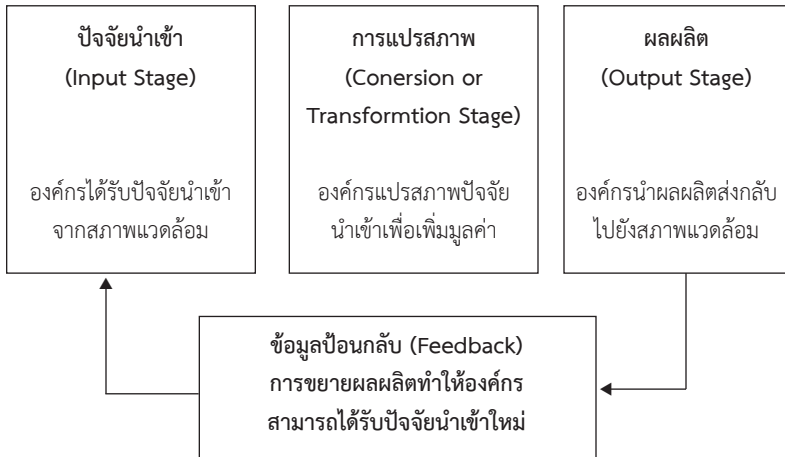 ปัจจัยนำเข้า
(Input Stage)
องค์กรได้รับปัจจัยนำเข้า
จากสภาพแวดล้อม
การแปรสภาพ
(Conersion or
Transformtion Stage)
องค์กรแปรสภาพปัจจัย
นำเข้าเพื่อเพิ่มมูลค่า
ผลผลิต
(Output Stage)
องค์กรนำผลผลิตส่งกลับ
ไปยังสภาพแวดล้อม
ข้อมูลป้อนกลับ (Feedback)
การขยายผลผลิตทำให้องค์กร
สามารถได้รับปัจจัยนำเข้าใหม่